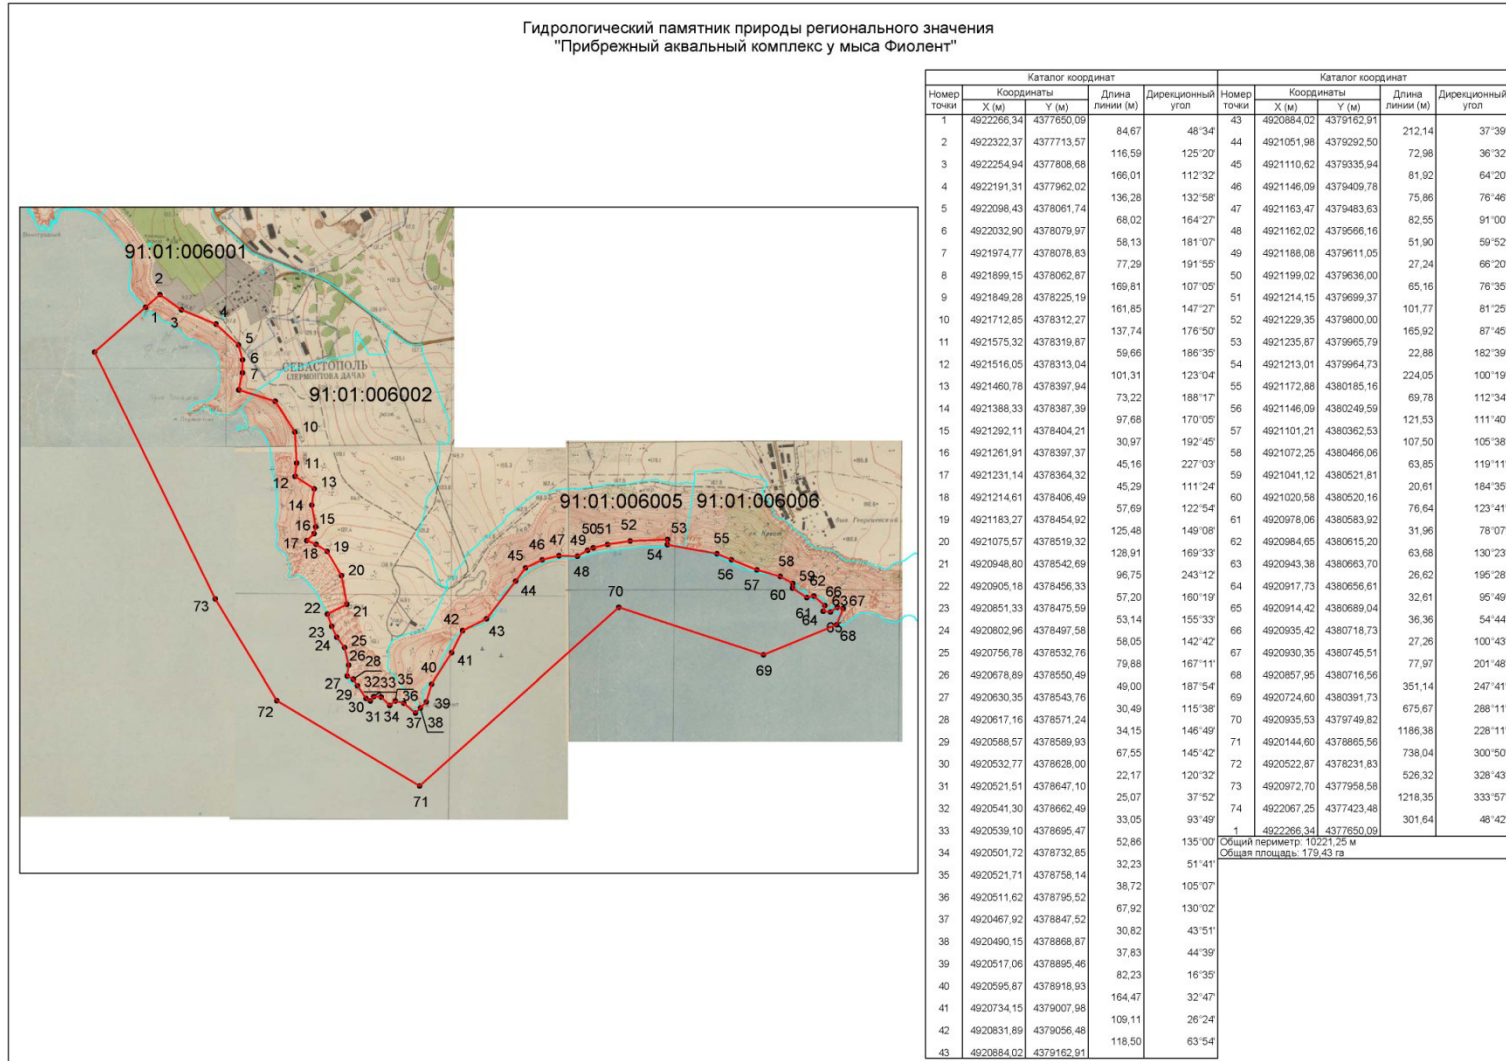 Гидрологический памятник природы регионального значения
"Прибрежный аквальный комплекс у мыса Фиолент"
91:01:006001
91:01:006002
СЕВАСТОПОЛЬ
(ЛЕРМОНТОВА ДАЧА)
91:01:006005 91:01:006006
Каталог координат Каталог координат
Номер точки Координаты Длина линии (м) Дирекционный угол Номер точки Координаты Длина линии (м) Дирекционный угол
X (м) Y (м) X (м) Y (м)
1 4922266,34 4377650,09 43 4920884,02 4379162,91
84,67 48°34' 212,14 37°39'
2 4922322,37 4377713,57 44 4921051,98 4379292,50
116,59 125°20' 72,98 36°32'
3 4922254,94 4377808,68 45 4921110,62 4379335,94
166,01 112°32' 81,92 64°20'
4 4922191,31 4377962,02 46 4921146,09 4379409,78
136,28 132°58' 75,86 76°46'
5 4922098,43 4378061,74 47 4921163,47 4379483,63
68,02 164°27' 82,55 91°00'
6 4922032,90 4378079,97 48 4921162,02 4379566,16
58,13 181°07' 51,90 59°52'
7 4921974,77 4378078,83 49 4921188,08 4379611,05
77,29 191°55' 27,24 66°20'
8 4921899,15 4378062,87 50 4921199,02 4379636,00
169,81 107°05' 65,16 76°35'
9 4921849,28 4378225,19 51 4921214,15 4379699,37
161,85 147°27' 101,77 81°25'
10 4921712,85 4378312,27 52 4921229,35 4379800,00
137,74 176°50' 165,92 87°45'
11 4921575,32 4378319,87 53 4921235,87 4379965,79
59,66 186°35' 22,88 182°39'
12 4921516,05 4378313,04 54 4921213,01 4379964,73
101,31 123°04' 224,05 100°19'
13 4921460,78 4378397,94 55 4921172,88 4380185,16
73,22 188°17' 69,78 112°34'
14 4921388,33 4378387,39 56 4921146,09 4380249,59
97,68 170°05' 121,53 111°40'
15 4921292,11 4378404,21 57 4921101,21 4380362,53
30,97 192°45' 107,50 105°38'
16 4921261,91 4378397,37 58 4921072,25 4380466,06
45,16 227°03' 63,85 119°11'
17 4921231,14 4378364,32 59 4921041,12 4380521,81
45,29 111°24' 20,61 184°35'
18 4921214,61 4378406,49 60 4921020,58 4380520,16
57,69 122°54' 76,64 123°41'
19 4921183,27 4378454,92 61 4920978,06 4380583,92
125,48 149°08' 31,96 78°07'
20 4921075,57 4378519,32 62 4920984,65 4380615,20
128,91 169°33' 63,68 130°23'
21 4920948,80 4378542,69 63 4920943,38 4380663,70
96,75 243°12' 26,62 195°28'
22 4920905,18 4378456,33 64 4920917,73 4380656,61
57,20 160°19' 32,61 95°49'
23 4920851,33 4378475,59 65 4920914,42 4380689,04
53,14 155°33' 36,36 54°44'
24 4920802,96 4378497,58 66 4920935,42 4380718,73
58,05 142°42' 27,26 100°43'
25 4920756,78 4378532,76 67 4920930,35 4380745,51
79,88 167°11' 77,97 201°48'
26 4920678,89 4378550,49 68 4920857,95 4380716,56
49,00 187°54' 351,14 247°41'
27 4920630,35 4378543,76 69 4920724,60 4380391,73
30,49 115°38' 675,67 288°11'
28 4920617,16 4378571,24 70 4920935,53 4379749,82
34,15 146°49' 1186,38 228°11'
29 4920588,57 4378589,93 71 4920144,60 4378865,56
67,55 145°42' 738,04 300°50'
30 4920532,77 4378628,00 72 4920522,87 4378231,83
22,17 120°32' 526,32 328°43'
31 4920521,51 4378647,10 73 4920972,70 4377958,58
25,07 37°52' 1218,35 333°57'
32 4920541,30 4378662,49 74 4922067,25 4377423,48
33,05 93°49' 301,64 48°42'
33 4920539,10 4378695,47 1 4922266,34 4377650,09
52,86 135°00' Общий периметр: 10221,25 м
34 4920501,72 4378732,85 Общая площадь: 179,43 га
32,23 51°41'
35 4920521,71 4378758,14
38,72 105°07'
36 4920511,62 4378795,52
67,92 130°02'
37 4920467,92 4378847,52
30,82 43°51'
38 4920490,15 4378868,87
37,83 44°39'
39 4920517,06 4378895,46
82,23 16°35'
40 4920595,87 4378918,93
164,47 32°47'
41 4920734,15 4379007,98
109,11 26°24'
42 4920831,89 4379056,48
118,50 63°54'
43 4920884,02 4379162,91